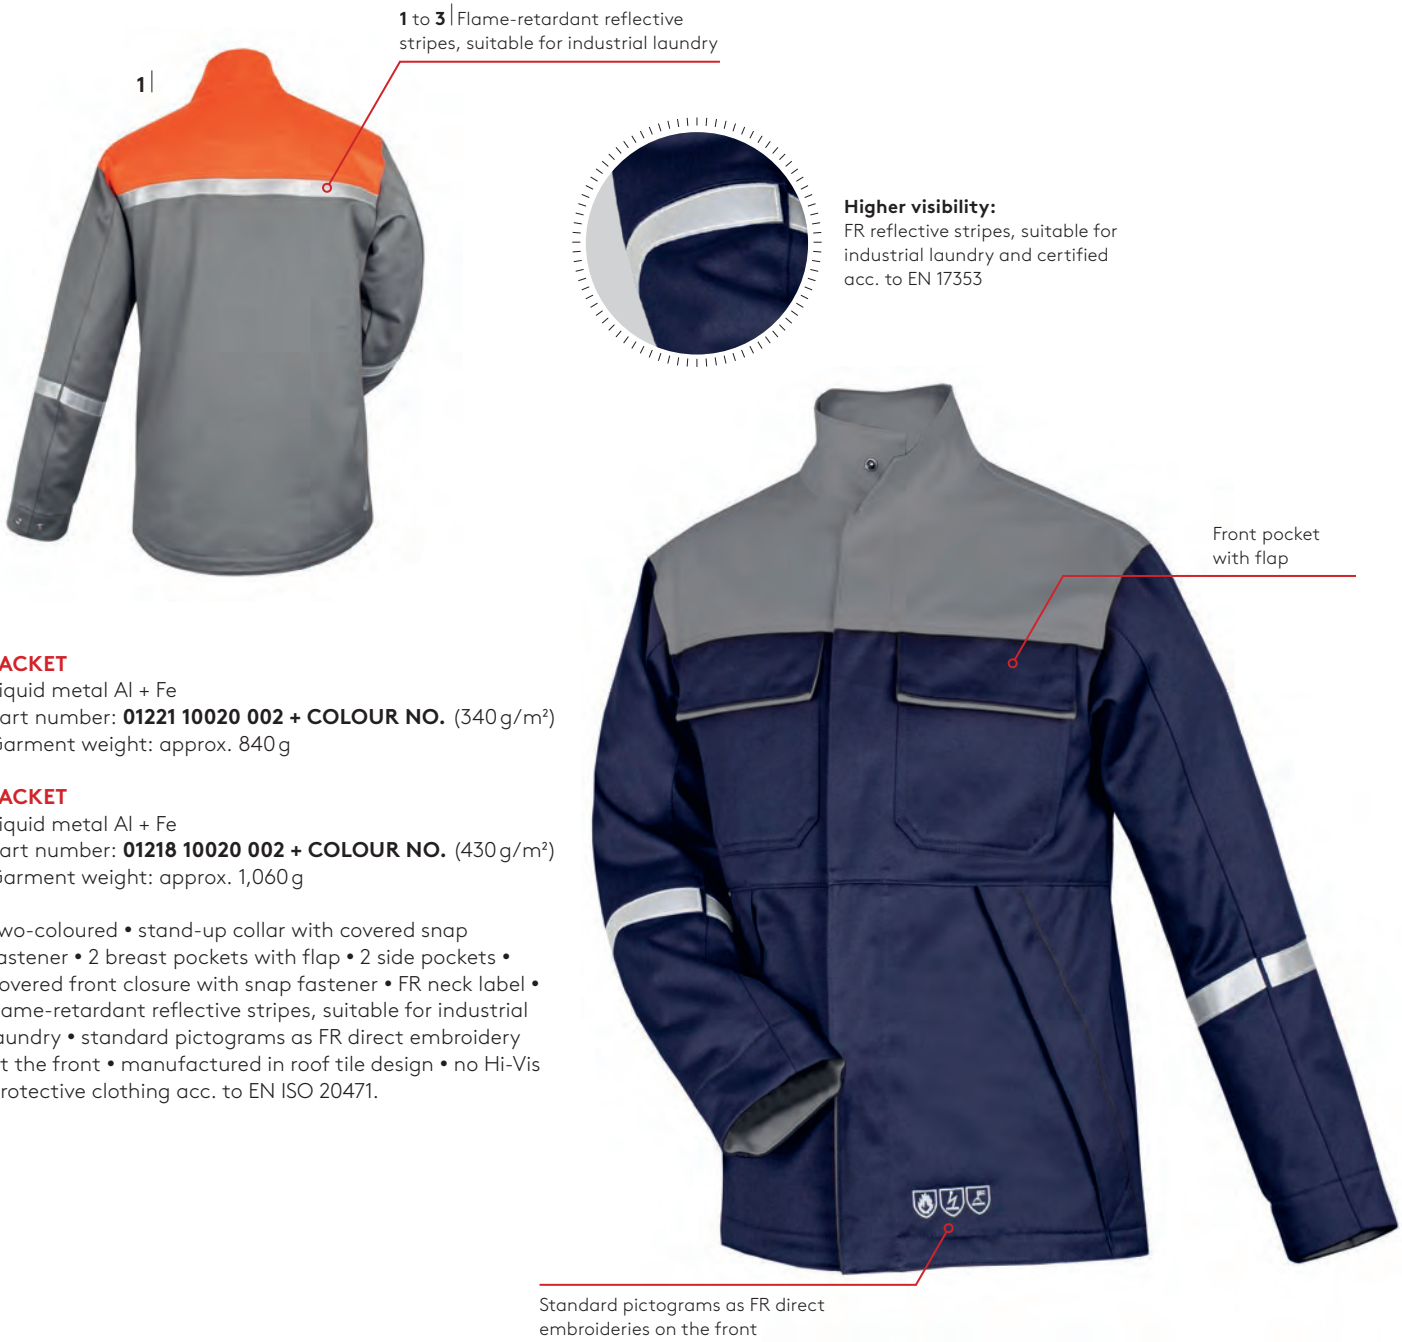 1 to 3 | Flame-retardant reflective
stripes, suitable for industrial laundry
1 |
Higher visibility:
FR reflective stripes, suitable for
industrial laundry and certified
acc. to EN 17353
Front pocket
with flap
ACKET
iquid metal Al + Fe
art number: 01221 10020 002 + COLOUR NO. (340 g/m²)
Garment weight: approx. 840 g
ACKET
iquid metal Al + Fe
art number: 01218 10020 002 + COLOUR NO. (430 g/m²)
Garment weight: approx. 1,060 g
wo-coloured • stand-up collar with covered snap
astener • 2 breast pockets with flap • 2 side pockets •
overed front closure with snap fastener • FR neck label •
ame-retardant reflective stripes, suitable for industrial
aundry • standard pictograms as FR direct embroidery
t the front • manufactured in roof tile design • no Hi-Vis
rotective clothing acc. to EN ISO 20471.
Standard pictograms as FR direct
embroideries on the front